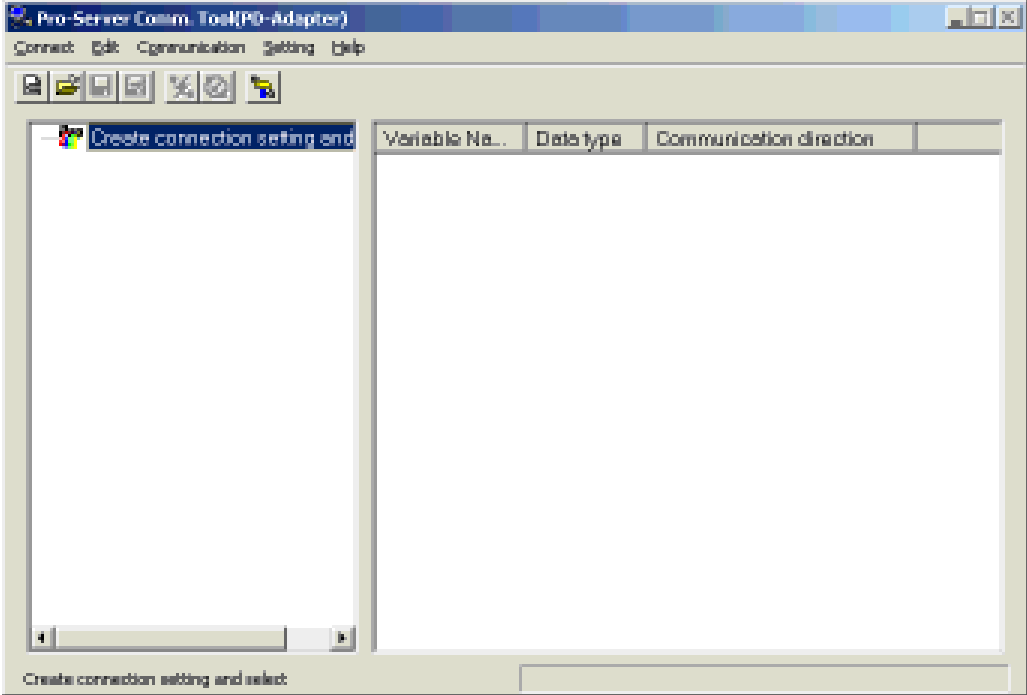 Pro-Server Comm. Tool(PD-Adapter)
Connect Edit Communication Setting Help
Create connection setting and
Variable Na... Data type Communication direction
Create connection setting and select